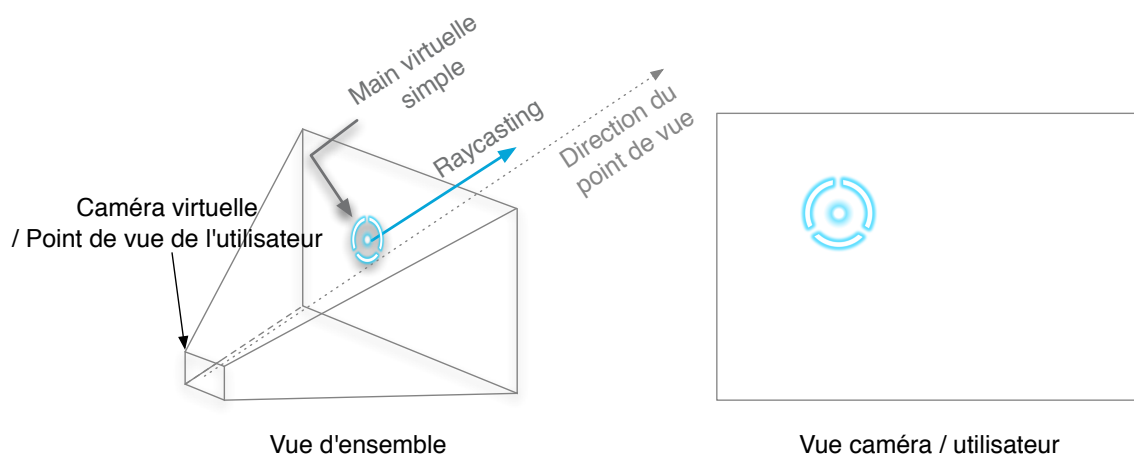 Main virtuelle
simple
Raycasting
Direction du
point de vue
Caméra virtuelle
/ Point de vue de l'utilisateur
Vue d'ensemble
Vue caméra / utilisateur